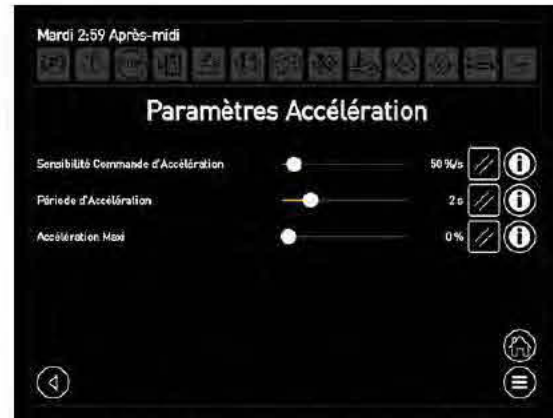 Mardi 2:59 Après-midi
Paramètres Accélération
Sensibilité Commande d'Accélération 50 %/s
Période d'Accélération 2 s
Accélération Maxi 0 %